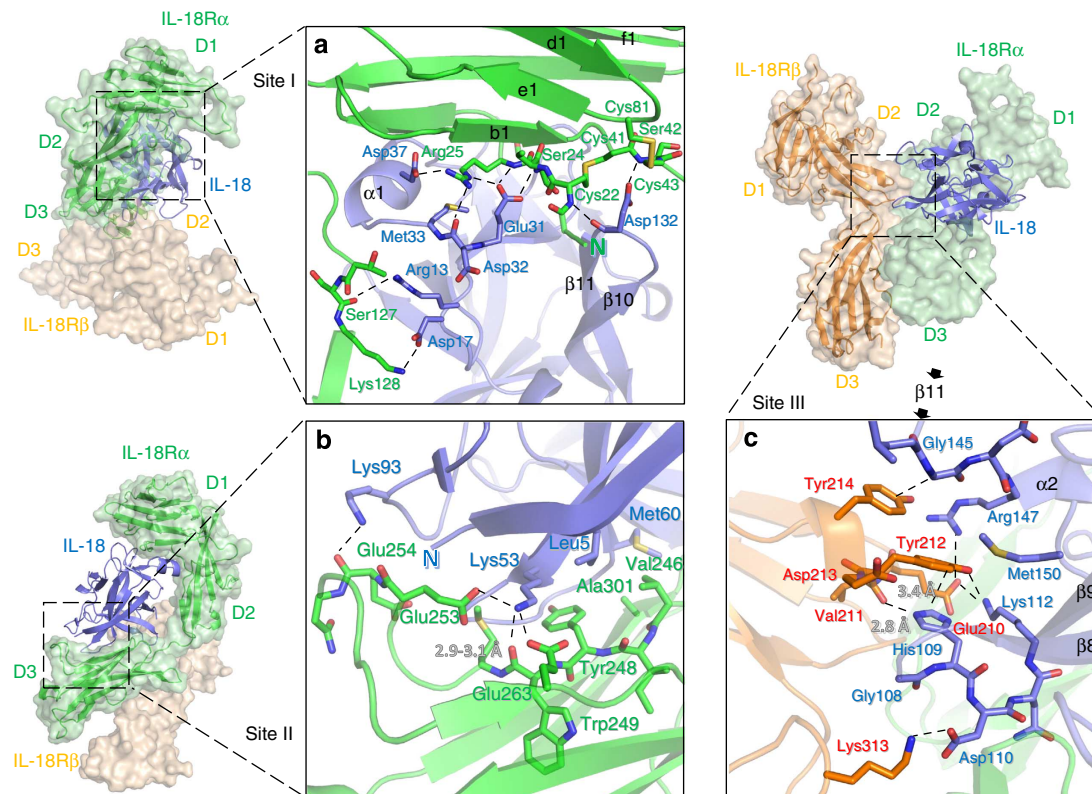 IL-18Rα
D1
Site I
D2
IL-18
D3
D2
D3
IL-18Rβ
D1
a
d1
f1
e1
Cys81
b1
Cys41
Ser42
Asp37
Arg25
Ser24
α1
Cys22
Cys43
Met33
Glu31
Asp132
N
Arg13
Asp32
β11
β10
Ser127
Asp17
Lys128
IL-18Rβ
IL-18Rα
D2
D2
D1
D1
IL-18
D3
D3
β11
Site III
IL-18Rα
D1
IL-18
D2
D3
Site II
IL-18Rβ
b
Lys93
Met60
N
Leu5
Glu254
Lys53
Val246
Ala301
Glu253
2.9-3.1 Å
Tyr248
Glu263
Trp249
c
Gly145
Tyr214
α2
Arg147
Tyr212
Asp213
Met150
3.4 Å
β9
Val211
Lys112
2.8 Å
Glu210
His109
β8
Gly108
Lys313
Asp110